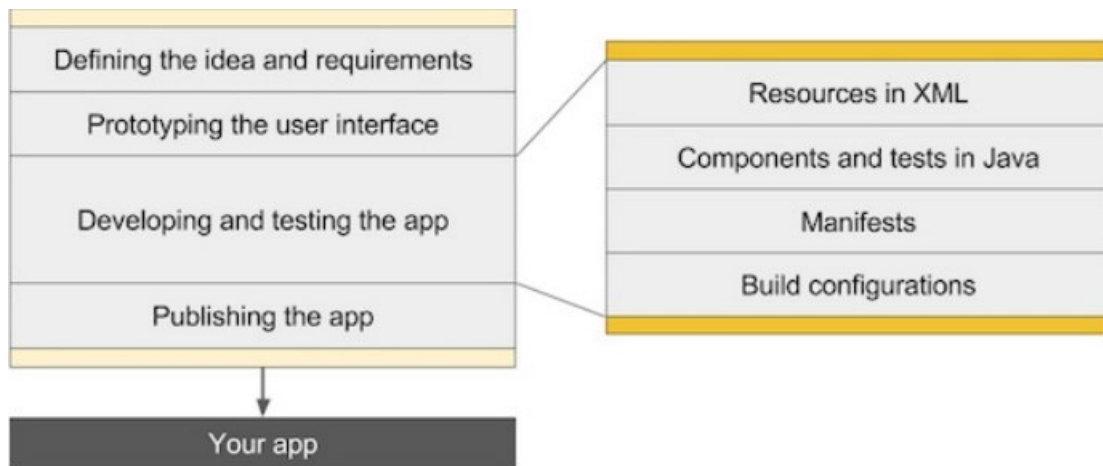 Defining the idea and requirements
Prototyping the user interface
Developing and testing the app
Publishing the app
Your app
Resources in XML
Components and tests in Java
Manifests
Build configurations